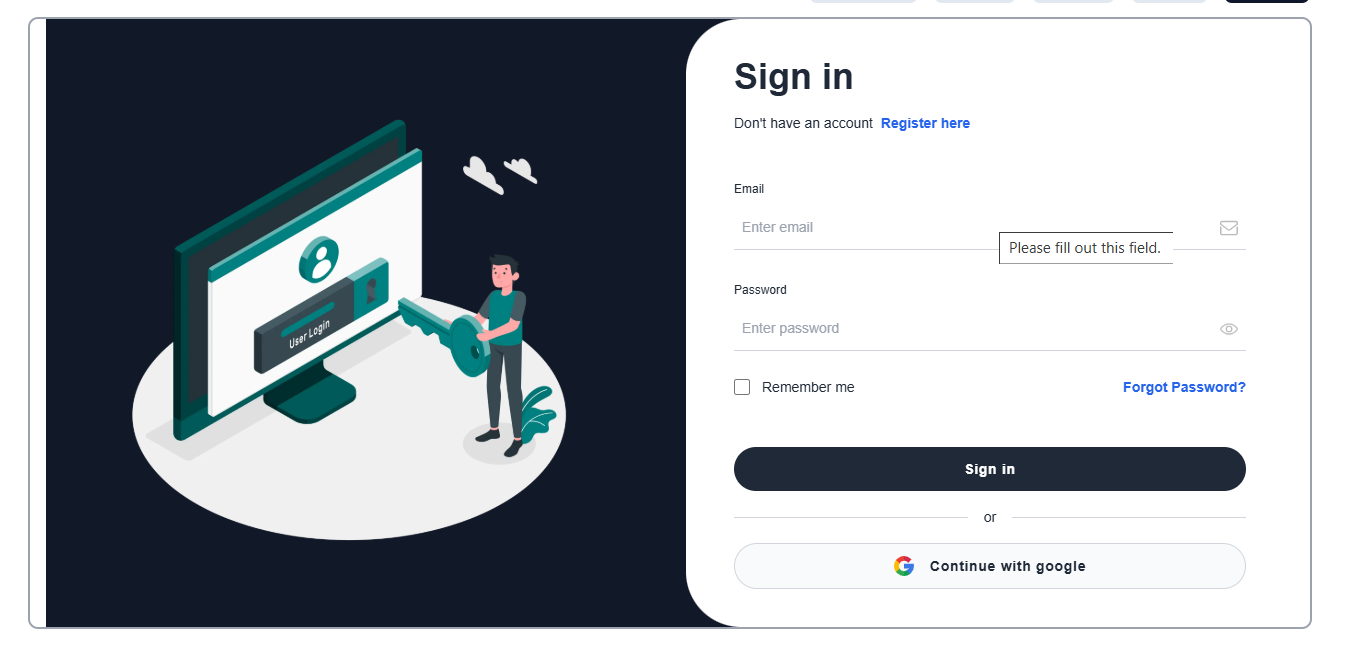 Sign in
Don't have an account Register here
Email
Enter email
Please fill out this field.
Password
Enter password
Remember me Forgot Password?
Sign in
or
Continue with google
User Login